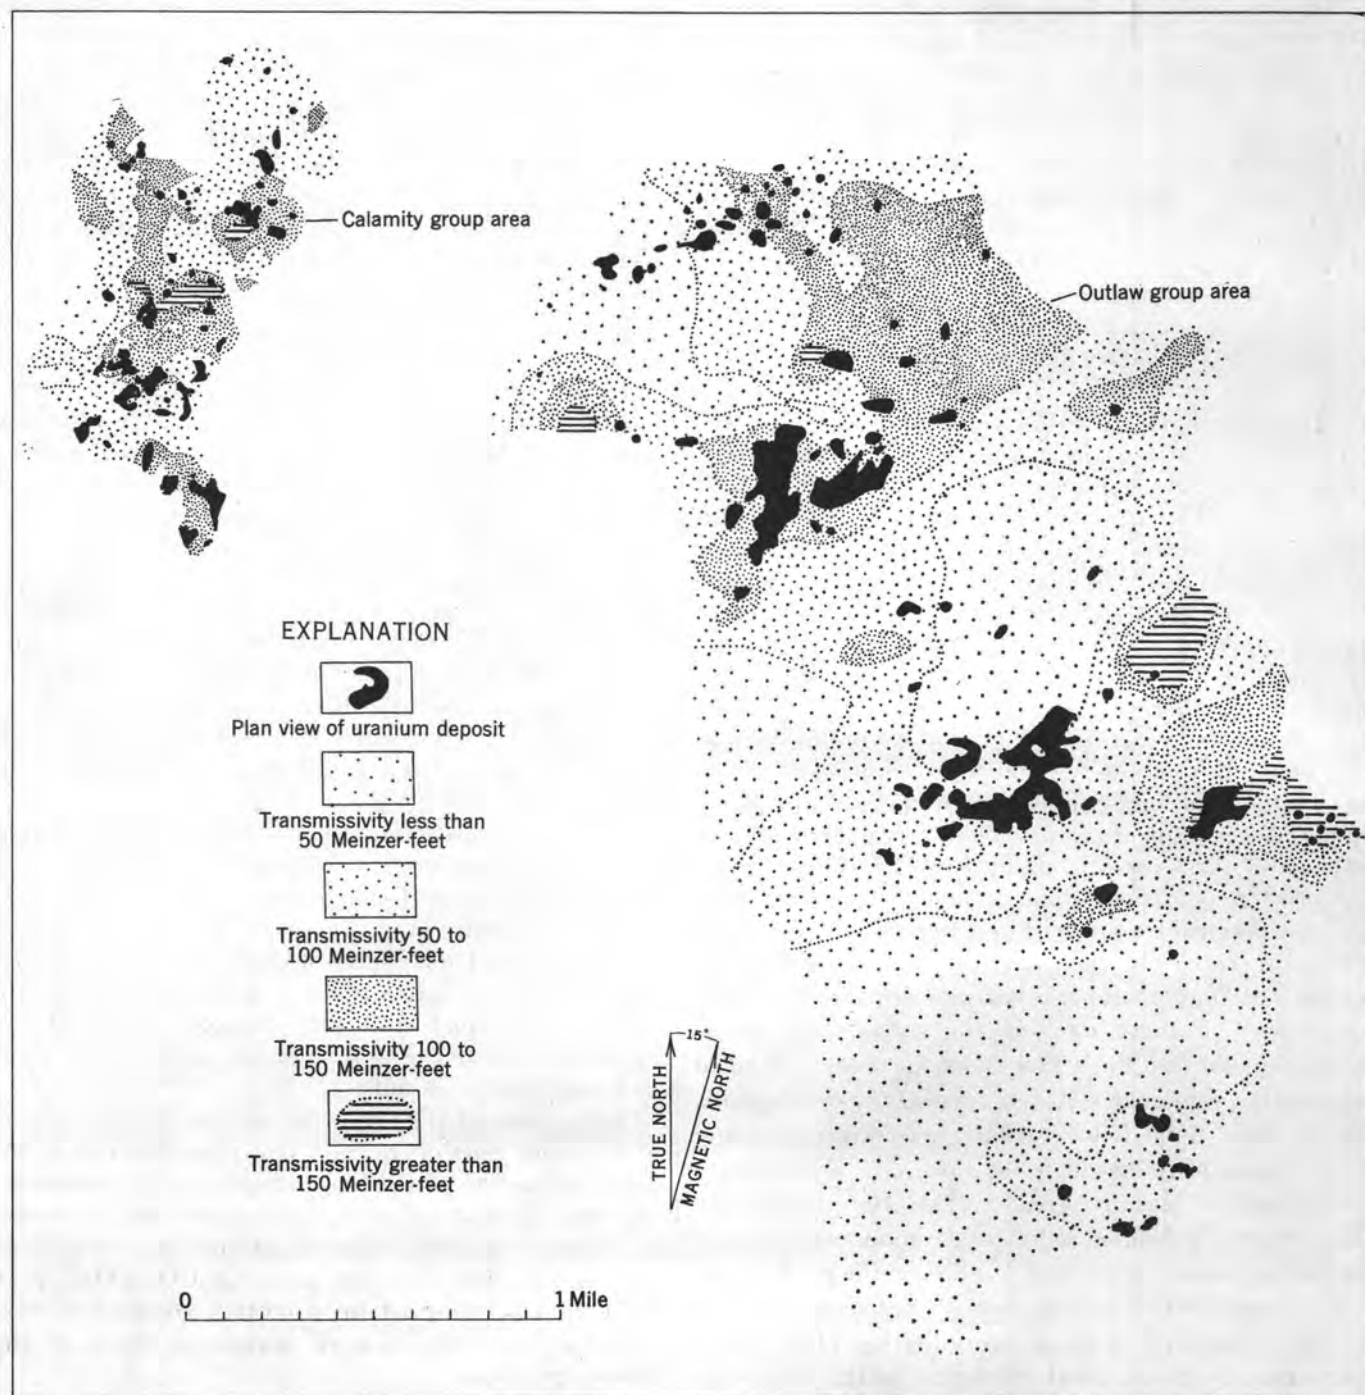 Calamity group area
Outlaw group area
EXPLANATION
Plan view of uranium deposit
Transmissivity less than
50 Meinzer-feet
Transmissivity 50 to
100 Meinzer-feet
Transmissivity 100 to
150 Meinzer-feet
Transmissivity greater than
150 Meinzer-feet
15°
TRUE NORTH
MAGNETIC NORTH
0
1 Mile